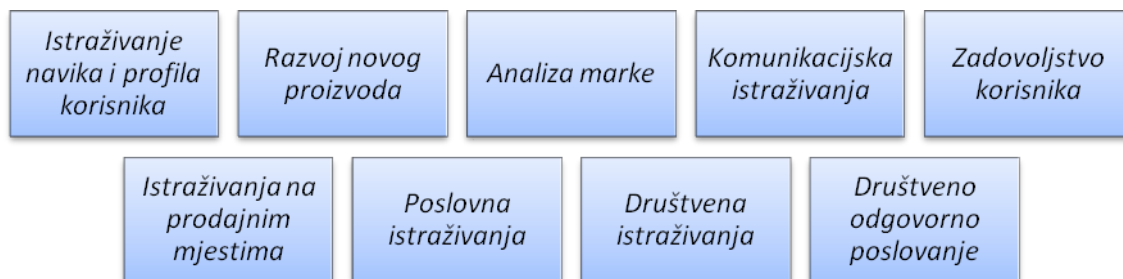 Istraživanje
navika i profila
korisnika
Razvoj novog
proizvoda
Analiza marke
Komunikacijska
istraživanja
Zadovoljstvo
korisnika
Istraživanja na
prodajnim
mjestima
Poslovna
istraživanja
Društvena
istraživanja
Društveno
odgovorno
poslovanje